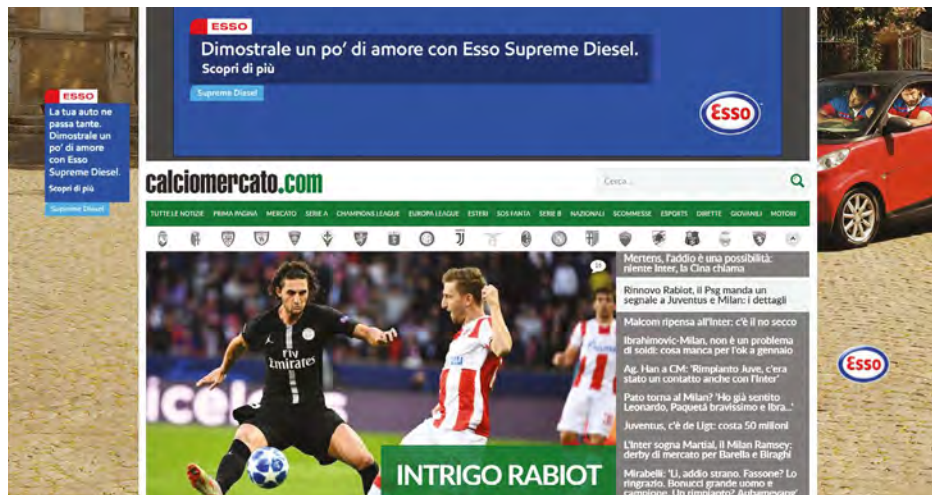 ESSO
Dimostrale un po' di amore con Esso Supreme Diesel.
Scopri di più
Supreme Diesel
Esso
ESSO
La tua auto ne
passa tante.
Dimostrale un
po' di amore
con Esso
Supreme Diesel.
Scopri di più
Supreme Diesel
calciomercato.com
Cerca ...
TUTTE LE NOTIZIE PRIMA PAGINA MERCATO SERIE A CHAMPIONS LEAGUE EUROPA LEAGUE ESTERI SOS FANTA SERIE B NAZIONALI SCOMMESSE ESPORTS DIRETTE GIOVANILI MOTORI
Mertens, l'addio è una possibilità:
niente Inter, la Cina chiama
Rinnovo Rabiot, il Psg manda un
segnale a Juventus e Milan: i dettagli
Malcom ripensa all'Inter: c'è il no secco
Ibrahimovic-Milan, non è un problema
di soldi: cosa manca per l'ok a gennaio
Ag. Han a CM: 'Rimpianto Juve, c'era
stato un contatto anche con l'Inter'
Pato torna al Milan? 'Ho già sentito
Leonardo, Paquetá bravissimo e Ibra...'
Juventus, c'è de Ligt: costa 50 milioni
L'Inter sogna Martial, il Milan Ramsey:
derby di mercato per Barella e Biraghi
Mirabelli: 'Li, addio strano. Fassone? Lo
ringrazio. Bonucci grande uomo e
campione. Un rimpianto? Aubameyang'
Fly
Emirates
INTRIGO RABIOT
Esso